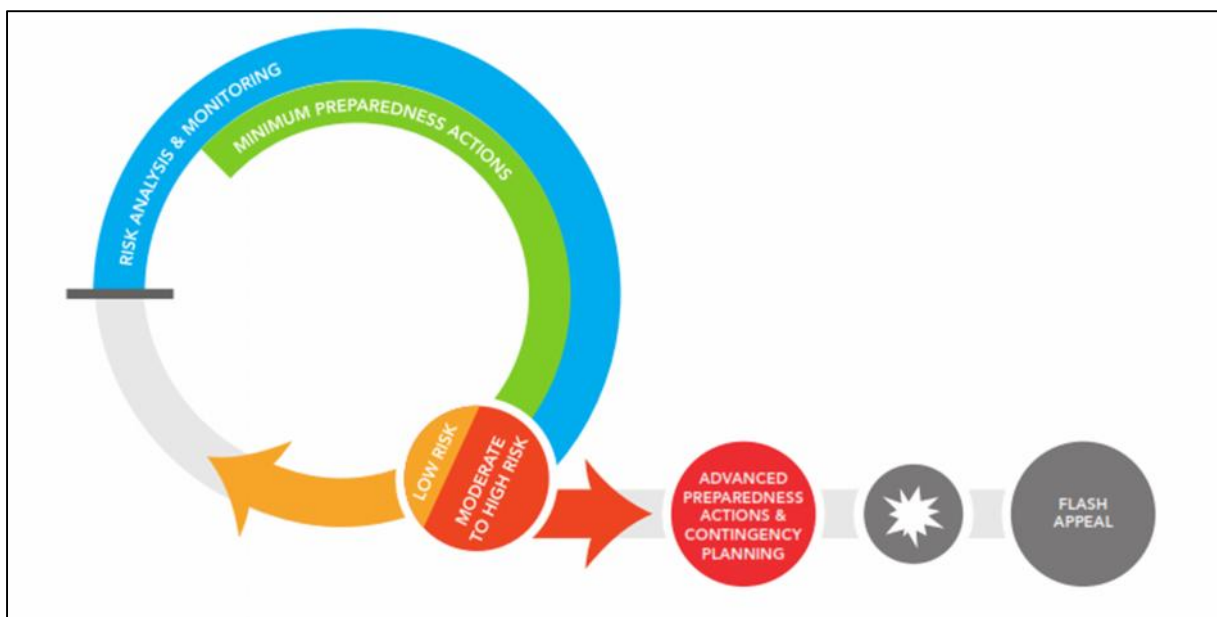 RISK ANALYSIS & MONITORING
MINIMUM PREPAREDNESS ACTIONS
LOW RISK
MODERATE
TO HIGH RISK
ADVANCED
PREPAREDNESS
ACTIONS &
CONTINGENCY
PLANNING
FLASH
APPEAL